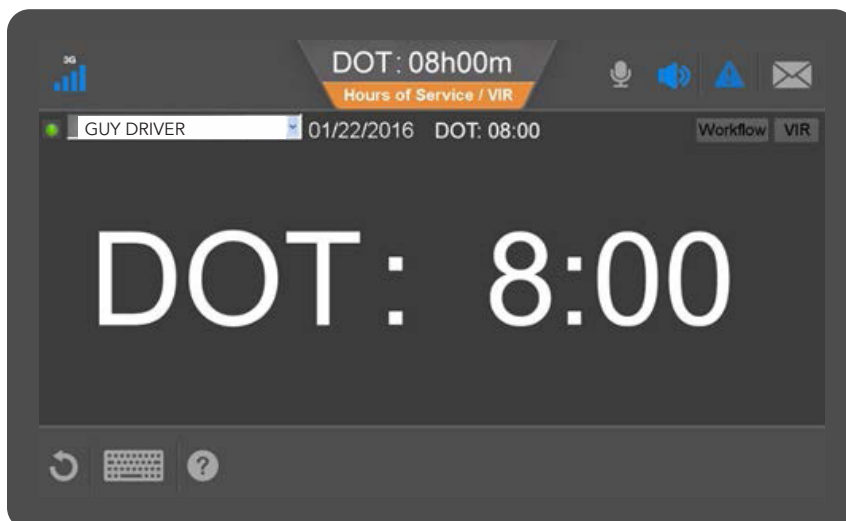 3G
DOT: 08h00m
Hours of Service / VIR
GUY DRIVER 01/22/2016 DOT: 08:00 Workflow VIR
DOT: 8:00
?